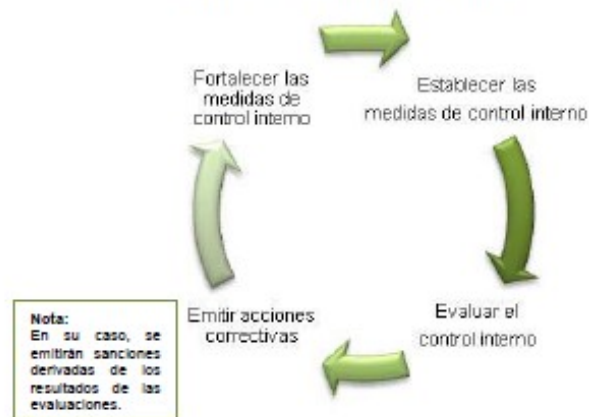 Fortalecer las
medidas de
control interno
Establecer las
medidas de control interno
Evaluar el
control interno
Emitir acciones
correctivas
Nota:
En su caso, se
emitirán sanciones
derivadas de los
resultados de las
evaluaciones.